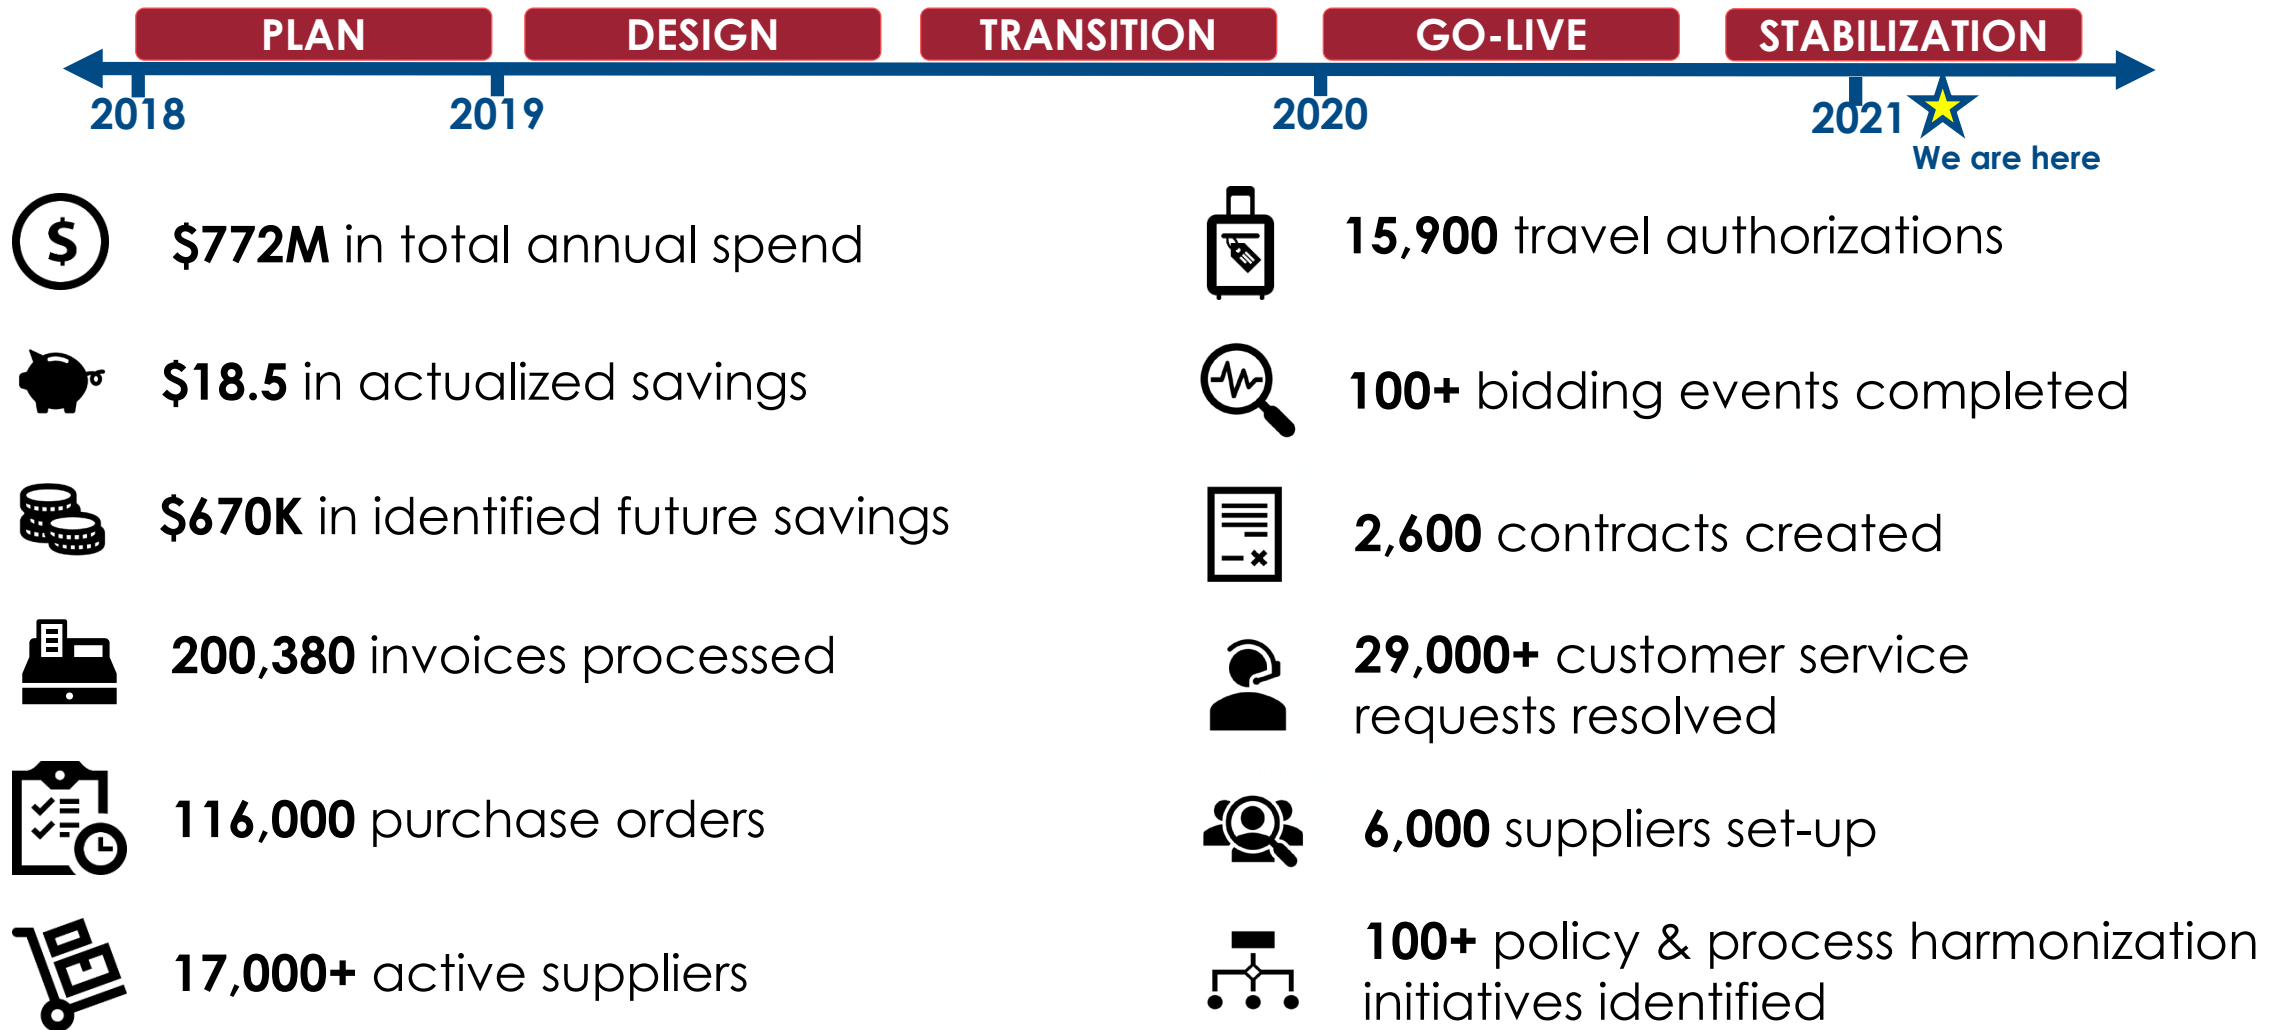 PLAN
DESIGN
TRANSITION
GO-LIVE
STABILIZATION
2018
2019
2020
2021
We are here
$772M in total annual spend
$18.5 in actualized savings
$670K in identified future savings
200,380 invoices processed
116,000 purchase orders
17,000+ active suppliers
15,900 travel authorizations
100+ bidding events completed
2,600 contracts created
29,000+ customer service
requests resolved
6,000 suppliers set-up
100+ policy & process harmonization
initiatives identified